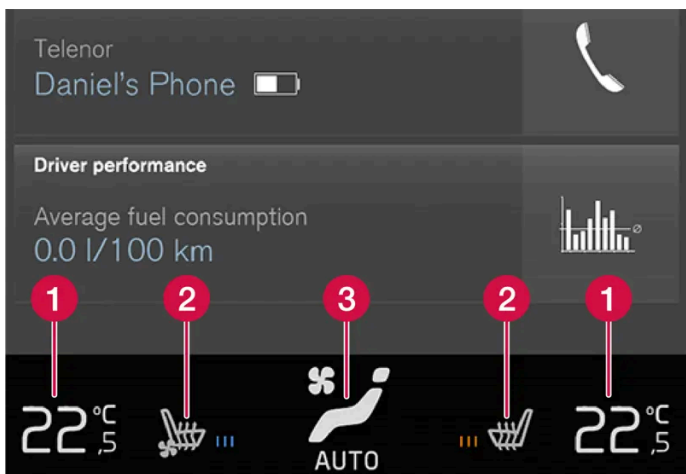 Telenor
Daniel's Phone
Driver performance
Average fuel consumption
0.0 l/100 km
1 2 3 2 1
22,5 °C 22,5 °C
AUTO